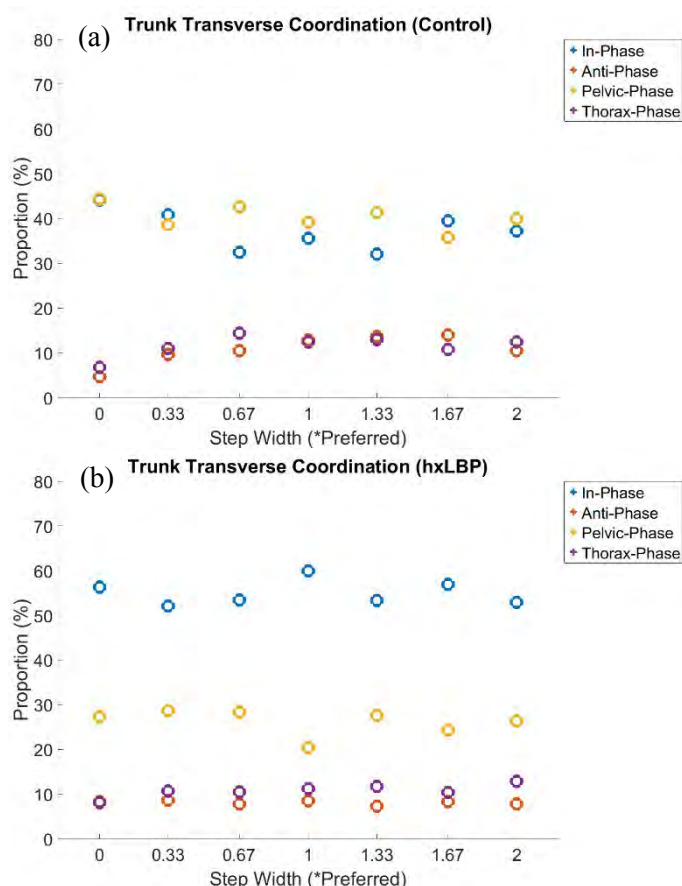 (a) Trunk Transverse Coordination (Control)
80
70
60
50
40
30
20
10
0
Proportion (%)
0 0.33 0.67 1 1.33 1.67 2
Step Width (*Preferred)
In-Phase
Anti-Phase
Pelvic-Phase
Thorax-Phase
(b) Trunk Transverse Coordination (hxLBP)
80
70
60
50
40
30
20
10
0
Proportion (%)
0 0.33 0.67 1 1.33 1.67 2
Step Width (*Preferred)
In-Phase
Anti-Phase
Pelvic-Phase
Thorax-Phase